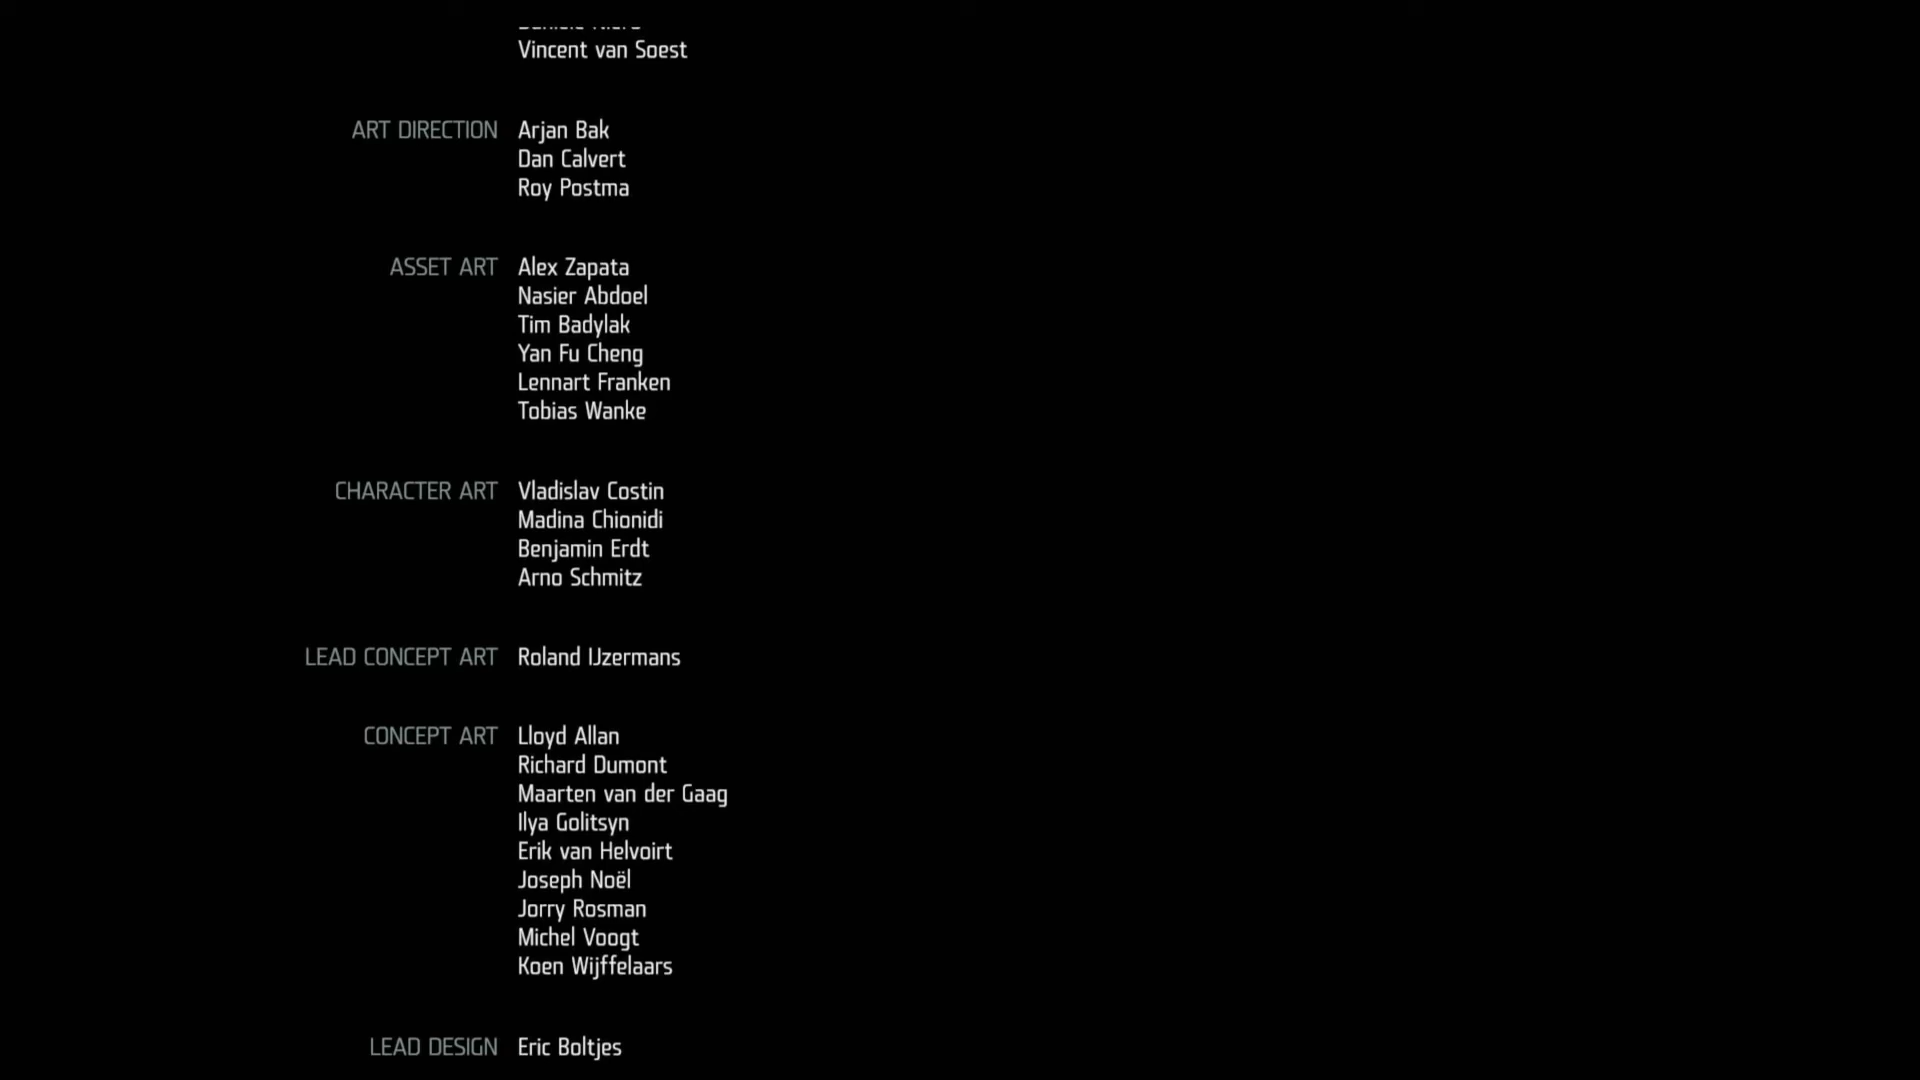 Vincent van Soest
ART DIRECTION Arjan Bak
Dan Calvert
Roy Postma
ASSET ART Alex Zapata
Nasier Abdoel
Tim Badylak
Yan Fu Cheng
Lennart Franken
Tobias Wanke
CHARACTER ART Vladislav Costin
Madina Chionidi
Benjamin Erdt
Arno Schmitz
LEAD CONCEPT ART Roland IJzermans
CONCEPT ART Lloyd Allan
Richard Dumont
Maarten van der Gaag
Ilya Golitsyn
Erik van Helvoirt
Joseph Noël
Jorry Rosman
Michel Voogt
Koen Wijffelaars
LEAD DESIGN Eric Boltjes